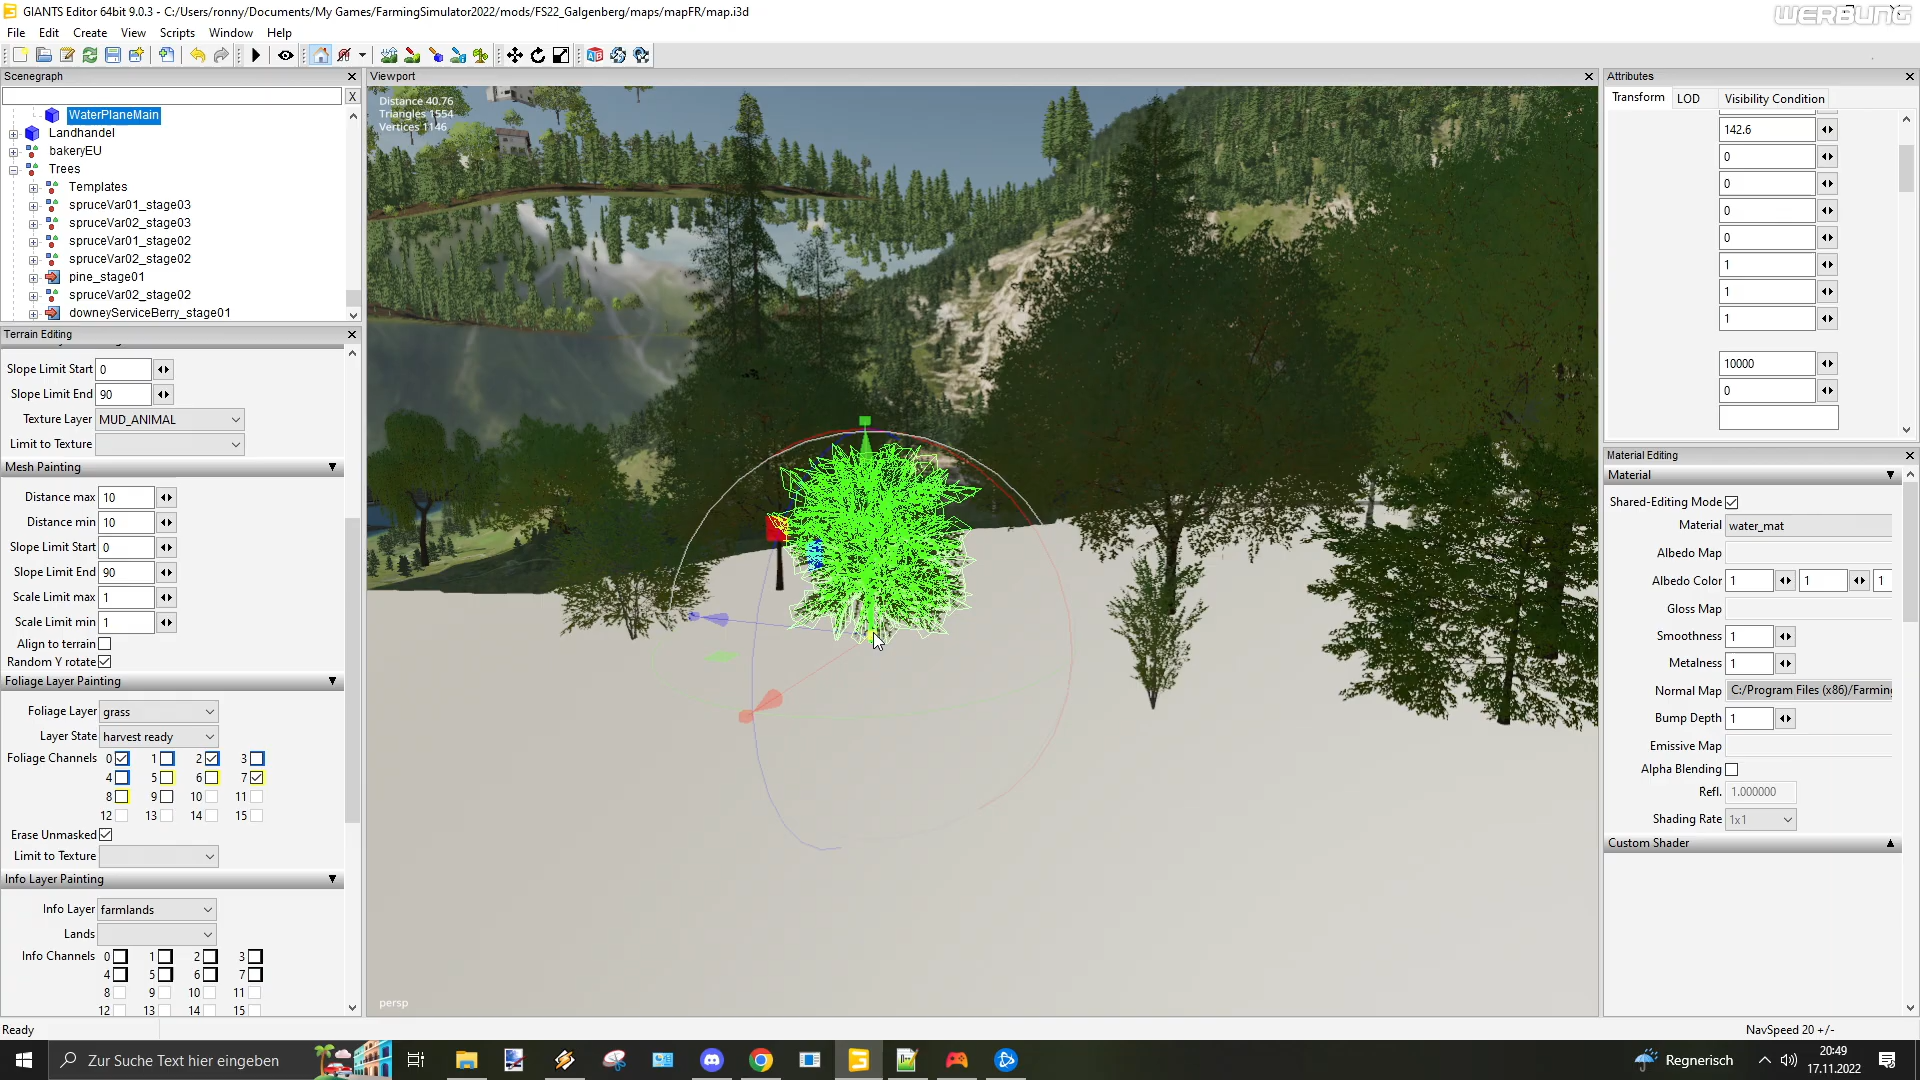 GIANTS Editor 64bit 9.0.3 - C:/Users/ronny/Documents/My Games/FarmingSimulator2022/mods/FS22_Galgenberg/maps/mapFR/map.i3d
WERBUNG
File Edit Create View Scripts Window Help
Scenegraph
X
WaterPlaneMain
Landhandel
bakeryEU
Trees
Templates
spruceVar01_stage03
spruceVar02_stage03
spruceVar01_stage02
spruceVar02_stage02
pine_stage01
spruceVar02_stage02
downeyServiceBerry_stage01
Terrain Editing
Slope Limit Start 0
Slope Limit End 90
Texture Layer MUD_ANIMAL
Limit to Texture
Mesh Painting
Distance max 10
Distance min 10
Slope Limit Start 0
Slope Limit End 90
Scale Limit max 1
Scale Limit min 1
Align to terrain
Random Y rotate
Foliage Layer Painting
Foliage Layer grass
Layer State harvest ready
Foliage Channels 0 1 2 3
4 5 6 7
8 9 10 11
12 13 14 15
Erase Unmasked
Limit to Texture
Info Layer Painting
Info Layer farmlands
Lands
Info Channels 0 1 2 3
4 5 6 7
8 9 10 11
12 13 14 15
Viewport
Distance 40.76
Triangles 1554
Vertices 1146
persp
Attributes
Transform LOD Visibility Condition
142.6
0
0
0
0
1
1
1
10000
0
Material Editing
Material
Shared-Editing Mode
Material water_mat
Albedo Map
Albedo Color 1 1 1
Gloss Map
Smoothness 1
Metalness 1
Normal Map C:/Program Files (x86)/Farming
Bump Depth 1
Emissive Map
Alpha Blending
Refl. 1.000000
Shading Rate 1x1
Custom Shader
Ready
NavSpeed 20 +/-
Zur Suche Text hier eingeben
Regnerisch
20:49
17.11.2022